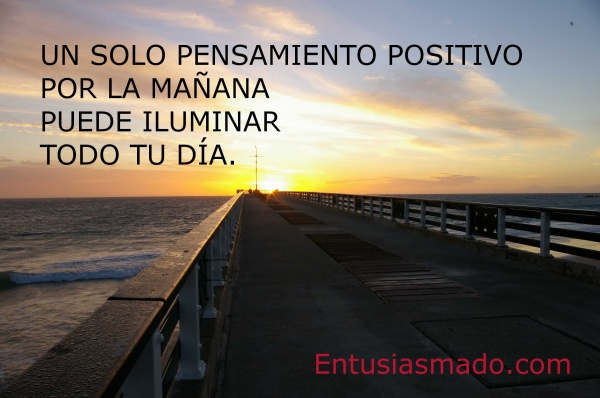 UN SOLO PENSAMIENTO POSITIVO
POR LA MAÑANA
PUEDE ILUMINAR
TODO TU DÍA.
Entusiasmado.com